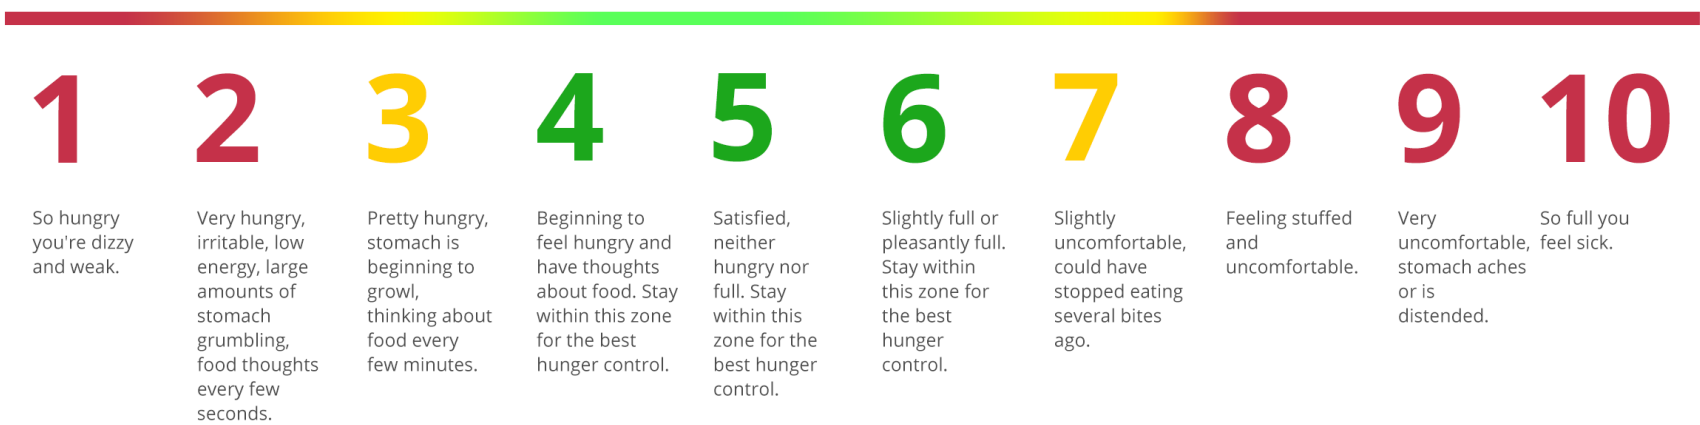 1
So hungry
you're dizzy
and weak.
2
Very hungry,
irritable, low
energy, large
amounts of
stomach
grumbling,
food thoughts
every few
seconds.
3
Pretty hungry,
stomach is
beginning to
growl,
thinking about
food every
few minutes.
4
Beginning to
feel hungry and
have thoughts
about food. Stay
within this zone
for the best
hunger control.
5
Satisfied,
neither
hungry nor
full. Stay
within this
zone for the
best hunger
control.
6
Slightly full or
pleasantly full.
Stay within
this zone for
the best
hunger
control.
7
Slightly
uncomfortable,
could have
stopped eating
several bites
ago.
8
Feeling stuffed
and
uncomfortable.
9
Very
uncomfortable,
stomach aches
or is
distended.
10
So full you
feel sick.